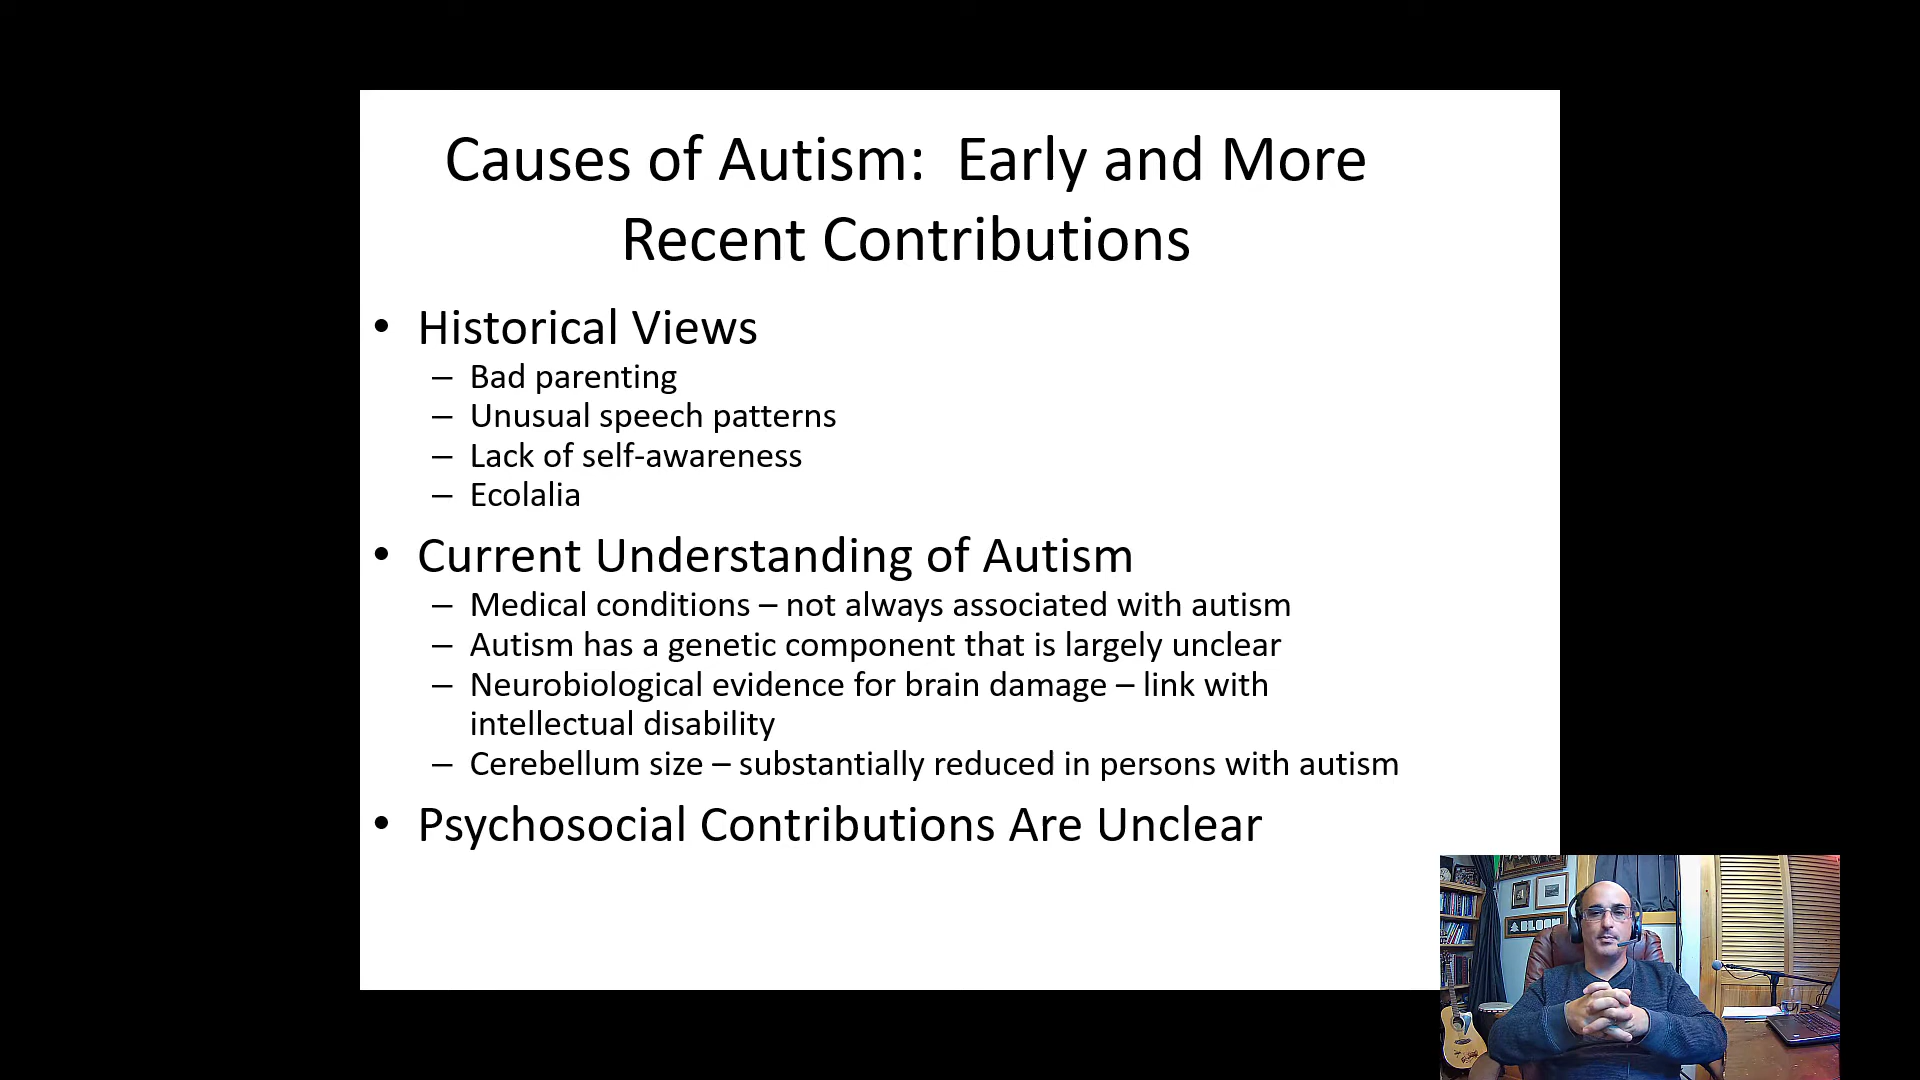 Causes of Autism:  Early and More
Recent Contributions
• Historical Views
– Bad parenting
– Unusual speech patterns
– Lack of self-awareness
– Ecolalia
• Current Understanding of Autism
– Medical conditions – not always associated with autism
– Autism has a genetic component that is largely unclear
– Neurobiological evidence for brain damage – link with
intellectual disability
– Cerebellum size – substantially reduced in persons with autism
• Psychosocial Contributions Are Unclear
BLOOM